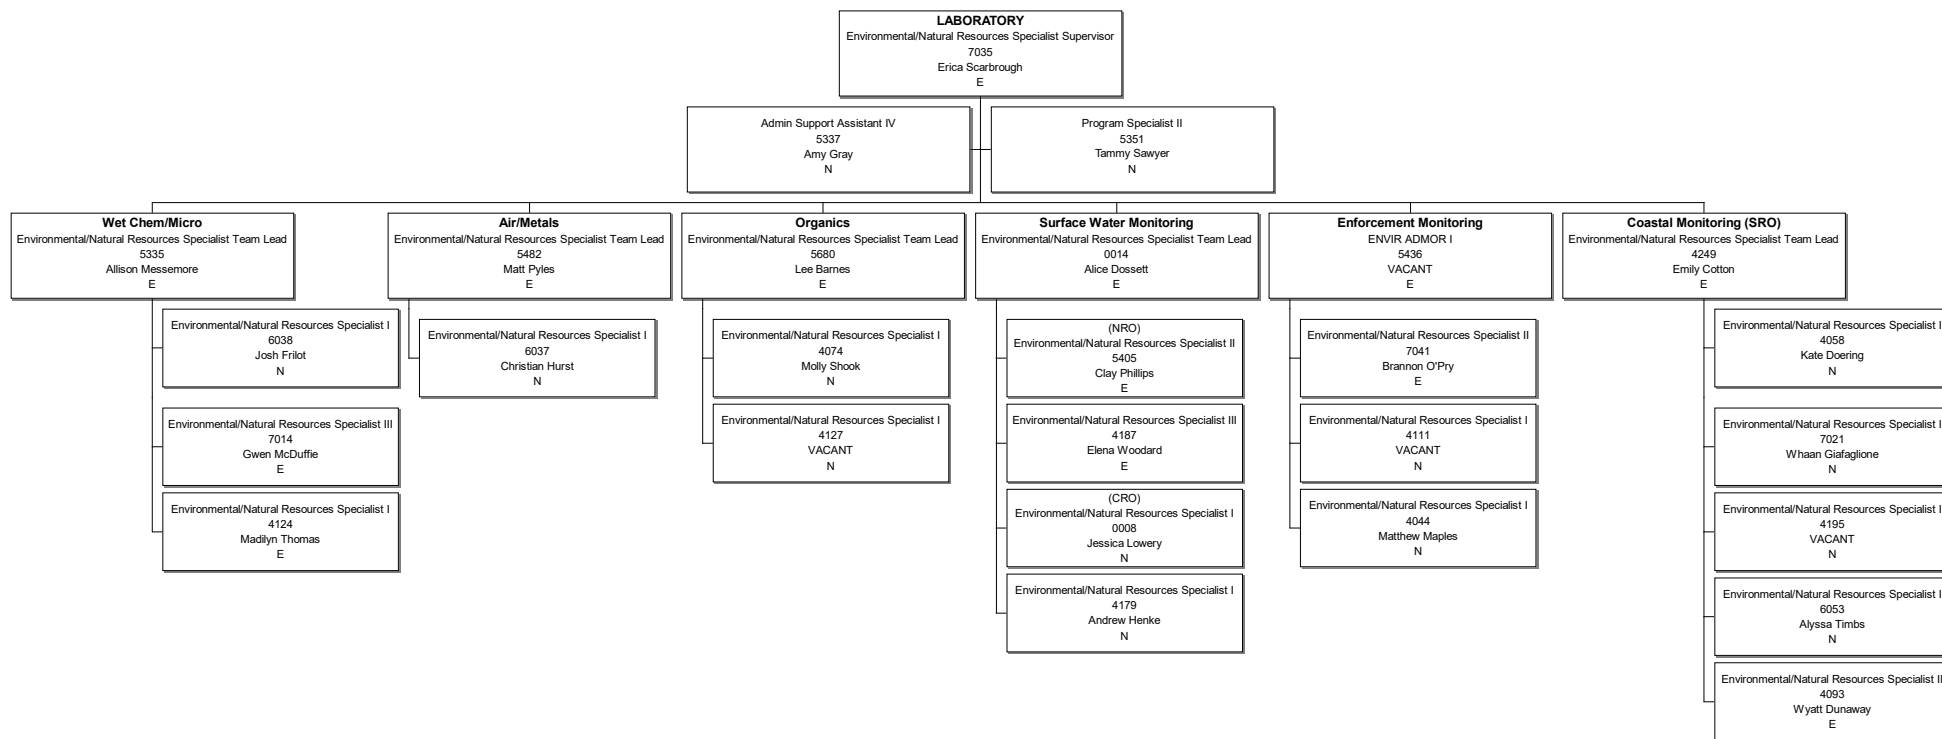 LABORATORY
Environmental/Natural Resources Specialist Supervisor
7035
Erica Scarbrough
E
Admin Support Assistant IV
5337
Amy Gray
N
Program Specialist II
5351
Tammy Sawyer
N
Wet Chem/Micro
Environmental/Natural Resources Specialist Team Lead
5335
Allison Messemore
E
Environmental/Natural Resources Specialist I
6038
Josh Frilot
N
Environmental/Natural Resources Specialist III
7014
Gwen McDuffie
E
Environmental/Natural Resources Specialist I
4124
Madilyn Thomas
E
Air/Metals
Environmental/Natural Resources Specialist Team Lead
5482
Matt Pyles
E
Environmental/Natural Resources Specialist I
6037
Christian Hurst
N
Organics
Environmental/Natural Resources Specialist Team Lead
5680
Lee Barnes
E
Environmental/Natural Resources Specialist I
4074
Molly Shook
N
Environmental/Natural Resources Specialist I
4127
VACANT
N
Surface Water Monitoring
Environmental/Natural Resources Specialist Team Lead
0014
Alice Dossett
E
(NRO)
Environmental/Natural Resources Specialist II
5405
Clay Phillips
E
Environmental/Natural Resources Specialist III
4187
Elena Woodard
E
(CRO)
Environmental/Natural Resources Specialist I
0008
Jessica Lowery
N
Environmental/Natural Resources Specialist I
4179
Andrew Henke
N
Enforcement Monitoring
ENVIR ADMOR I
5436
VACANT
E
Environmental/Natural Resources Specialist II
7041
Brannon O'Pry
E
Environmental/Natural Resources Specialist I
4111
VACANT
N
Environmental/Natural Resources Specialist I
4044
Matthew Maples
N
Coastal Monitoring (SRO)
Environmental/Natural Resources Specialist Team Lead
4249
Emily Cotton
E
Environmental/Natural Resources Specialist I
4058
Kate Doering
N
Environmental/Natural Resources Specialist I
7021
Whaan Giafaglione
N
Environmental/Natural Resources Specialist I
4195
VACANT
N
Environmental/Natural Resources Specialist I
6053
Alyssa Timbs
N
Environmental/Natural Resources Specialist II
4093
Wyatt Dunaway
E